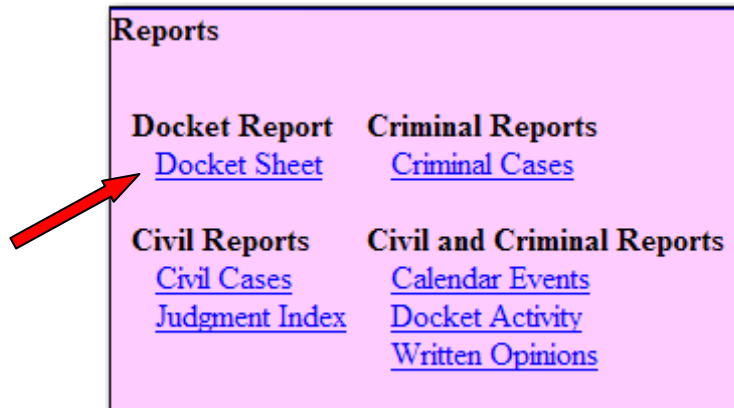 Reports
Docket Report
Docket Sheet
Criminal Reports
Criminal Cases
Civil Reports
Civil Cases
Judgment Index
Civil and Criminal Reports
Calendar Events
Docket Activity
Written Opinions